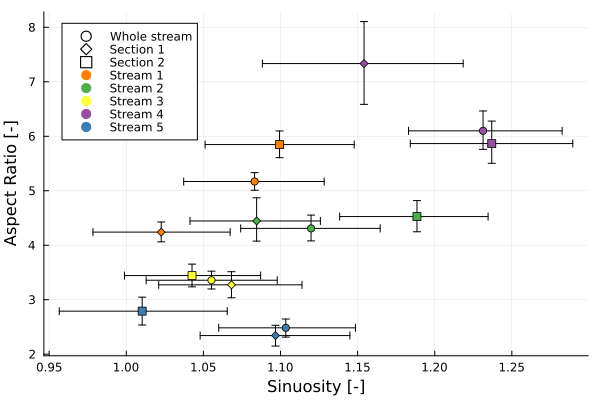 8
7
6
5
4
3
2
Aspect Ratio [-]
Whole stream
Section 1
Section 2
Stream 1
Stream 2
Stream 3
Stream 4
Stream 5
0.95 1.00 1.05 1.10 1.15 1.20 1.25
Sinuosity [-]